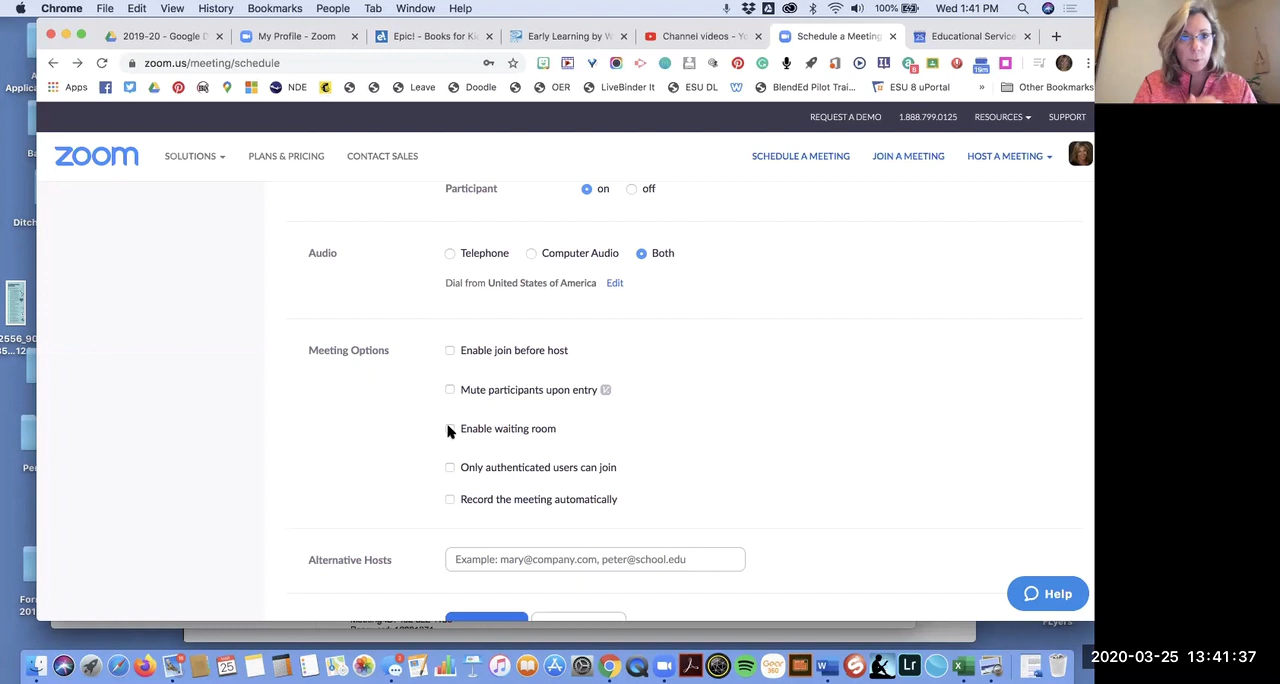 Chrome File Edit View History Bookmarks People Tab Window Help 100% Wed 1:41 PM
2019-20 - Google D My Profile - Zoom Epic! - Books for Ki Early Learning by W Channel videos - Yo Schedule a Meeting Educational Service
zoom.us/meeting/schedule
Apps NDE Leave Doodle OER LiveBinder It ESU DL BlendEd Pilot Trai... ESU 8 uPortal » Other Bookmarks
REQUEST A DEMO 1.888.799.0125 RESOURCES SUPPORT
zoom SOLUTIONS PLANS & PRICING CONTACT SALES SCHEDULE A MEETING JOIN A MEETING HOST A MEETING
Participant on off
Audio Telephone Computer Audio Both
Dial from United States of America Edit
Meeting Options Enable join before host
Mute participants upon entry
Enable waiting room
Only authenticated users can join
Record the meeting automatically
Alternative Hosts Example: mary@company.com, peter@school.edu
Help
2020-03-25 13:41:37